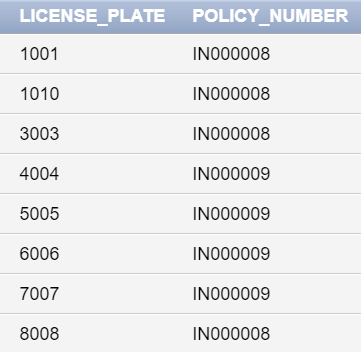 LICENSE_PLATE POLICY_NUMBER
1001 IN000008
1010 IN000008
3003 IN000008
4004 IN000009
5005 IN000009
6006 IN000009
7007 IN000009
8008 IN000008